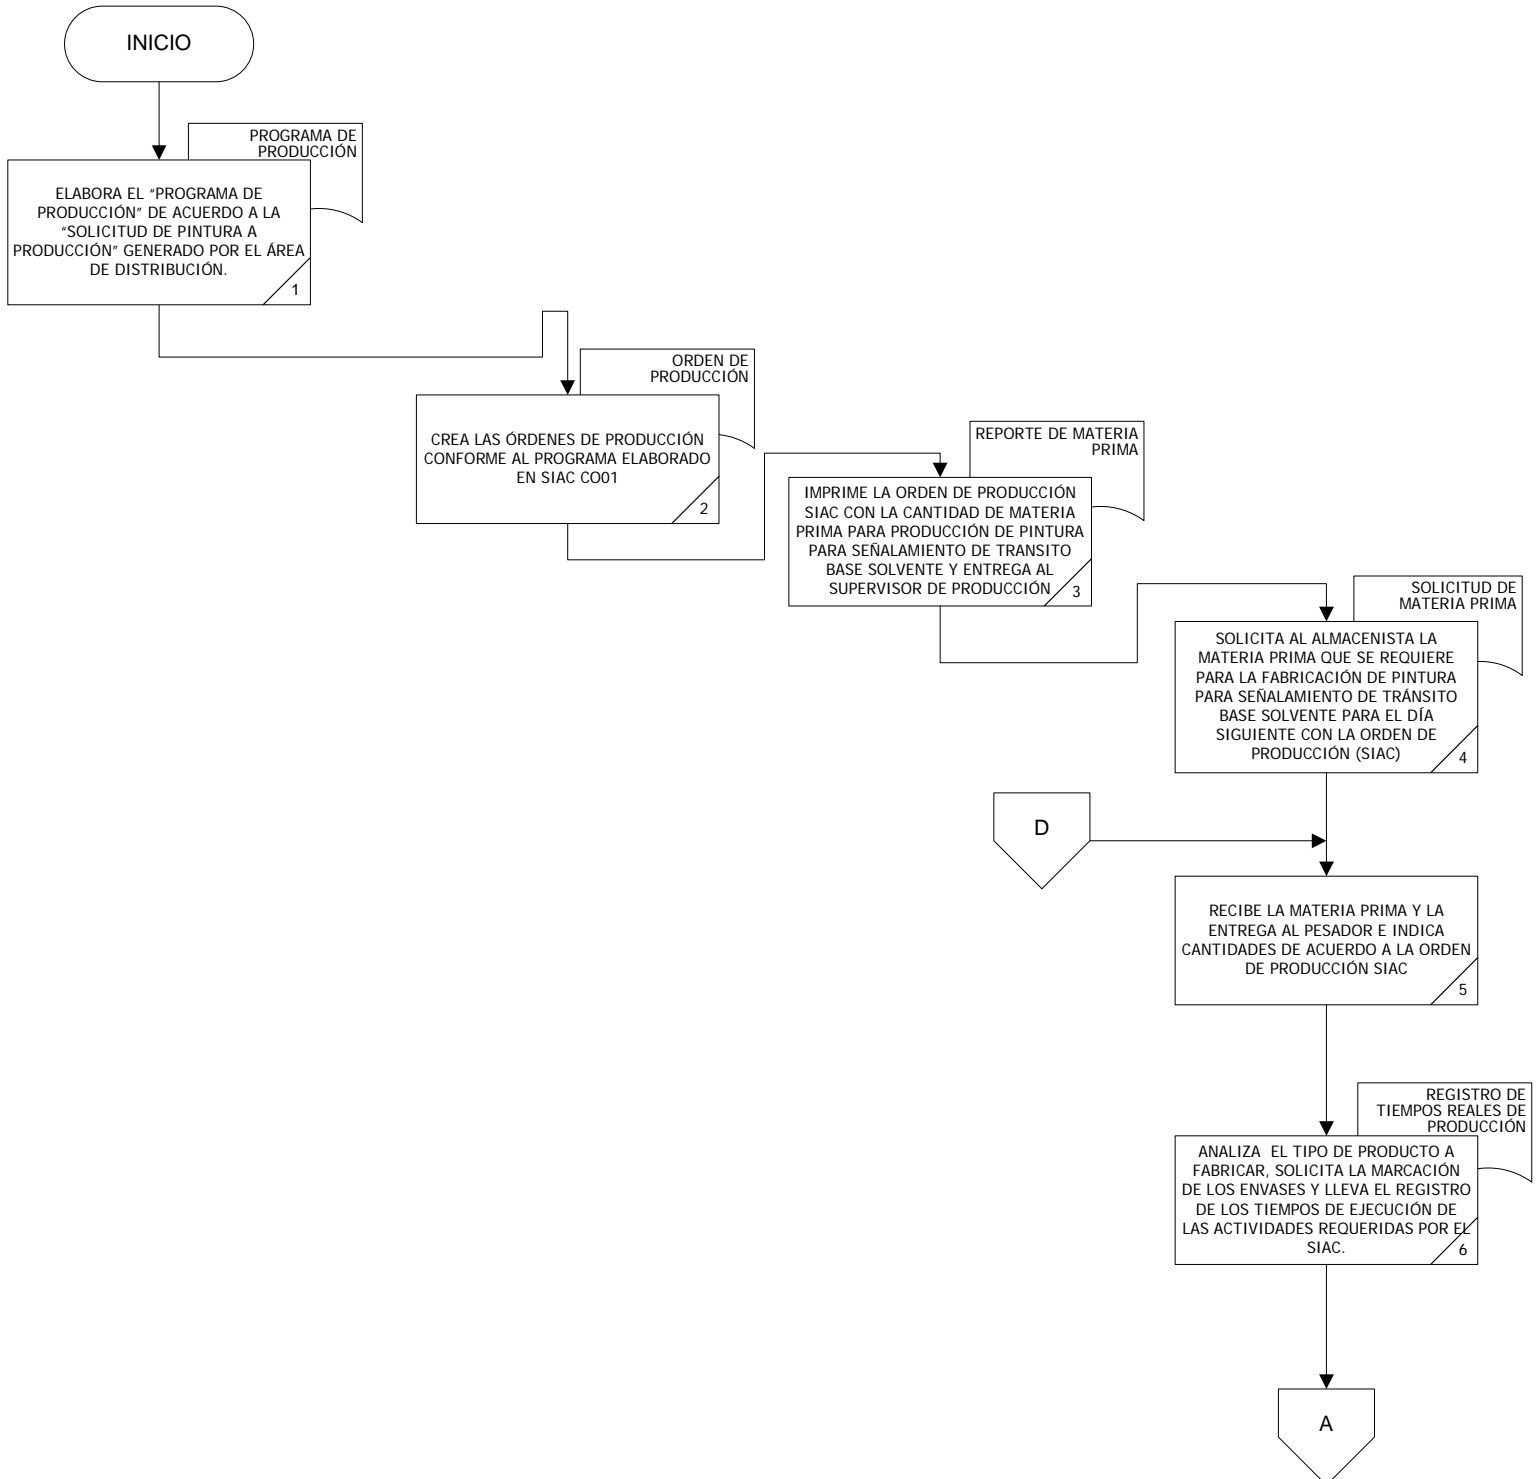 INICIO
PROGRAMA DE
PRODUCCIÓN
ELABORA EL “PROGRAMA DE
PRODUCCIÓN” DE ACUERDO A LA
“SOLICITUD DE PINTURA A
PRODUCCIÓN” GENERADO POR EL ÁREA
DE DISTRIBUCIÓN.
1
ORDEN DE
PRODUCCIÓN
CREA LAS ÓRDENES DE PRODUCCIÓN
CONFORME AL PROGRAMA ELABORADO
EN SIAC CO01
2
REPORTE DE MATERIA
PRIMA
IMPRIME LA ORDEN DE PRODUCCIÓN
SIAC CON LA CANTIDAD DE MATERIA
PRIMA PARA PRODUCCIÓN DE PINTURA
PARA SEÑALAMIENTO DE TRANSITO
BASE SOLVENTE Y ENTREGA AL
SUPERVISOR DE PRODUCCIÓN
3
SOLICITUD DE
MATERIA PRIMA
SOLICITA AL ALMACENISTA LA
MATERIA PRIMA QUE SE REQUIERE
PARA LA FABRICACIÓN DE PINTURA
PARA SEÑALAMIENTO DE TRÁNSITO
BASE SOLVENTE PARA EL DÍA
SIGUIENTE CON LA ORDEN DE
PRODUCCIÓN (SIAC)
4
D
RECIBE LA MATERIA PRIMA Y LA
ENTREGA AL PESADOR E INDICA
CANTIDADES DE ACUERDO A LA ORDEN
DE PRODUCCIÓN SIAC
5
REGISTRO DE
TIEMPOS REALES DE
PRODUCCIÓN
ANALIZA EL TIPO DE PRODUCTO A
FABRICAR, SOLICITA LA MARCACIÓN
DE LOS ENVASES Y LLEVA EL REGISTRO
DE LOS TIEMPOS DE EJECUCIÓN DE
LAS ACTIVIDADES REQUERIDAS POR EL
SIAC.
6
A